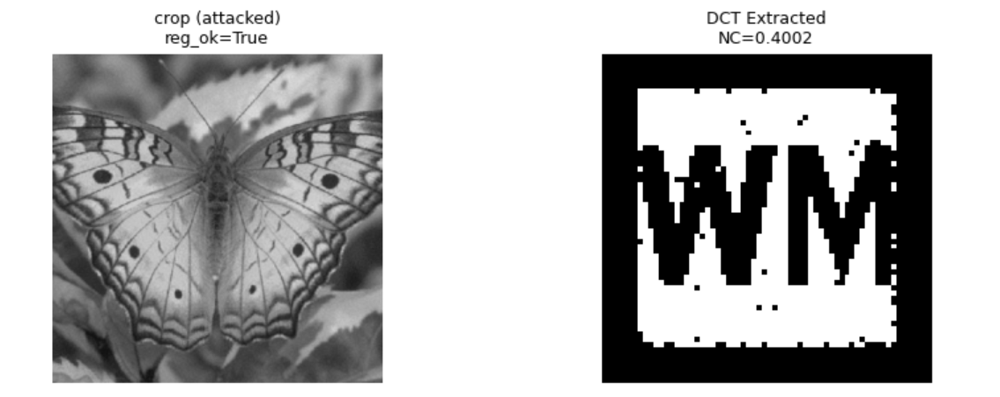 crop (attacked)
reg_ok=True
DCT Extracted
NC=0.4002
WM